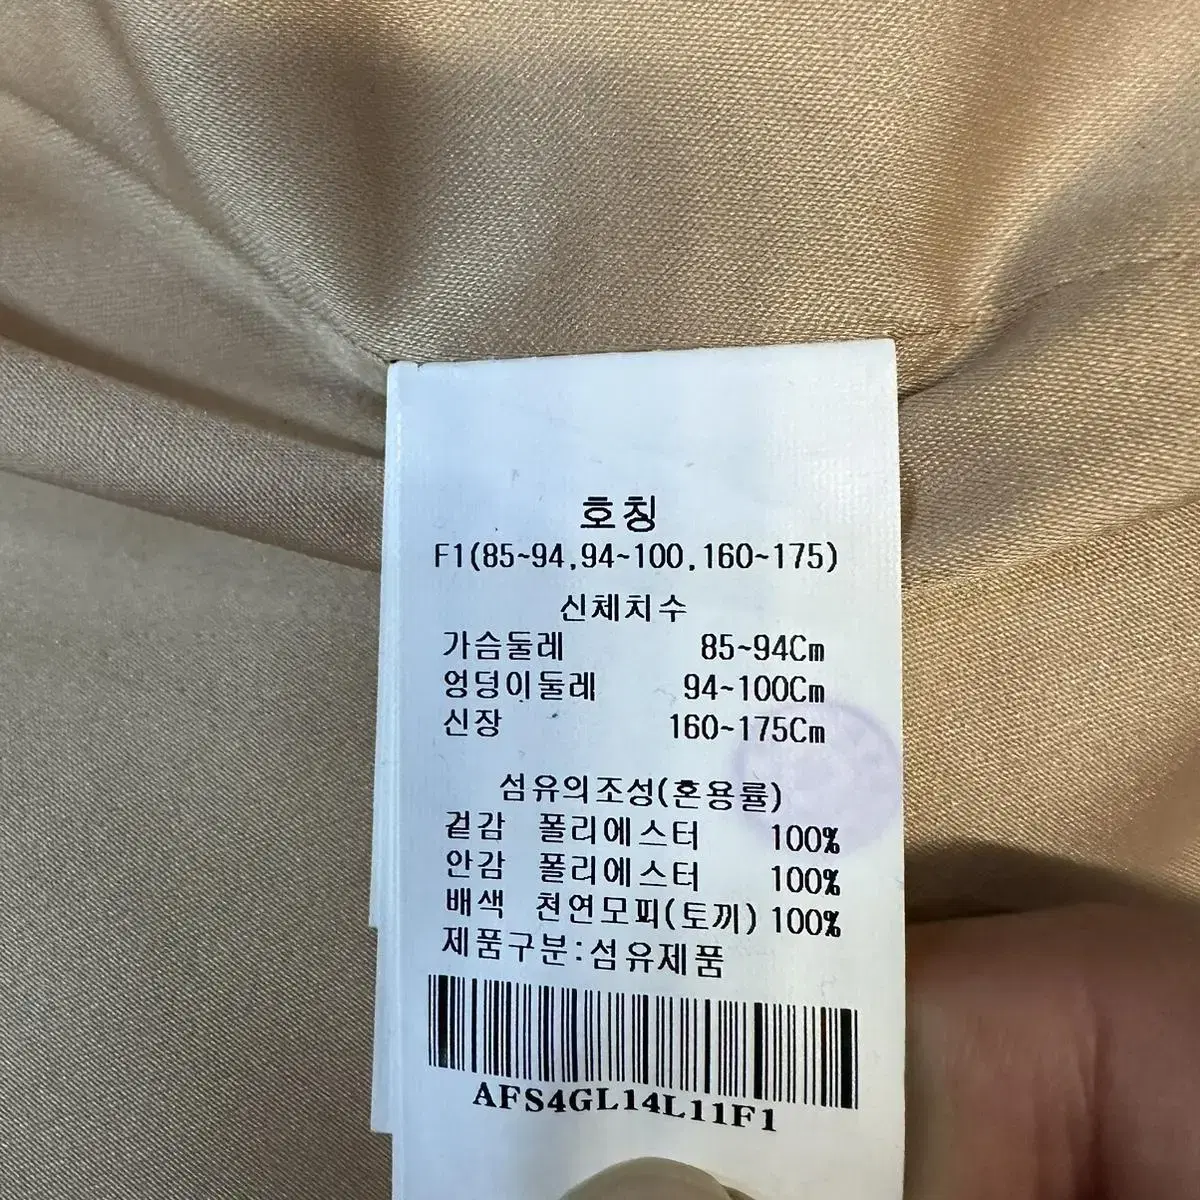 호칭
F1(85~94,94~100,160~175)
신체치수
가슴둘레 85~94Cm
엉덩이둘레 94~100Cm
신장 160~175Cm
섬유의조성(혼용률)
겉감 폴리에스터 100%
안감 폴리에스터 100%
배색 천연모피(토끼) 100%
제품구분:섬유제품
AFS4GL14L11F1